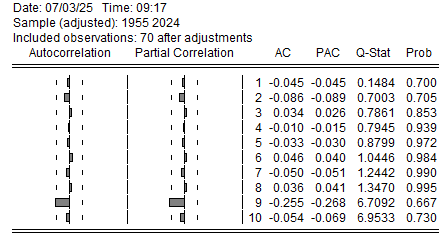 Date: 07/03/25 Time: 09:17
Sample (adjusted): 1955 2024
Included observations: 70 after adjustments
Autocorrelation Partial Correlation AC PAC Q-Stat Prob
1 -0.045 -0.045 0.1484 0.700
2 -0.086 -0.089 0.7003 0.705
3 0.034 0.026 0.7861 0.853
4 -0.010 -0.015 0.7945 0.939
5 -0.033 -0.030 0.8799 0.972
6 0.046 0.040 1.0446 0.984
7 -0.050 -0.051 1.2442 0.990
8 0.036 0.041 1.3470 0.995
9 -0.255 -0.268 6.7092 0.667
10 -0.054 -0.069 6.9533 0.730